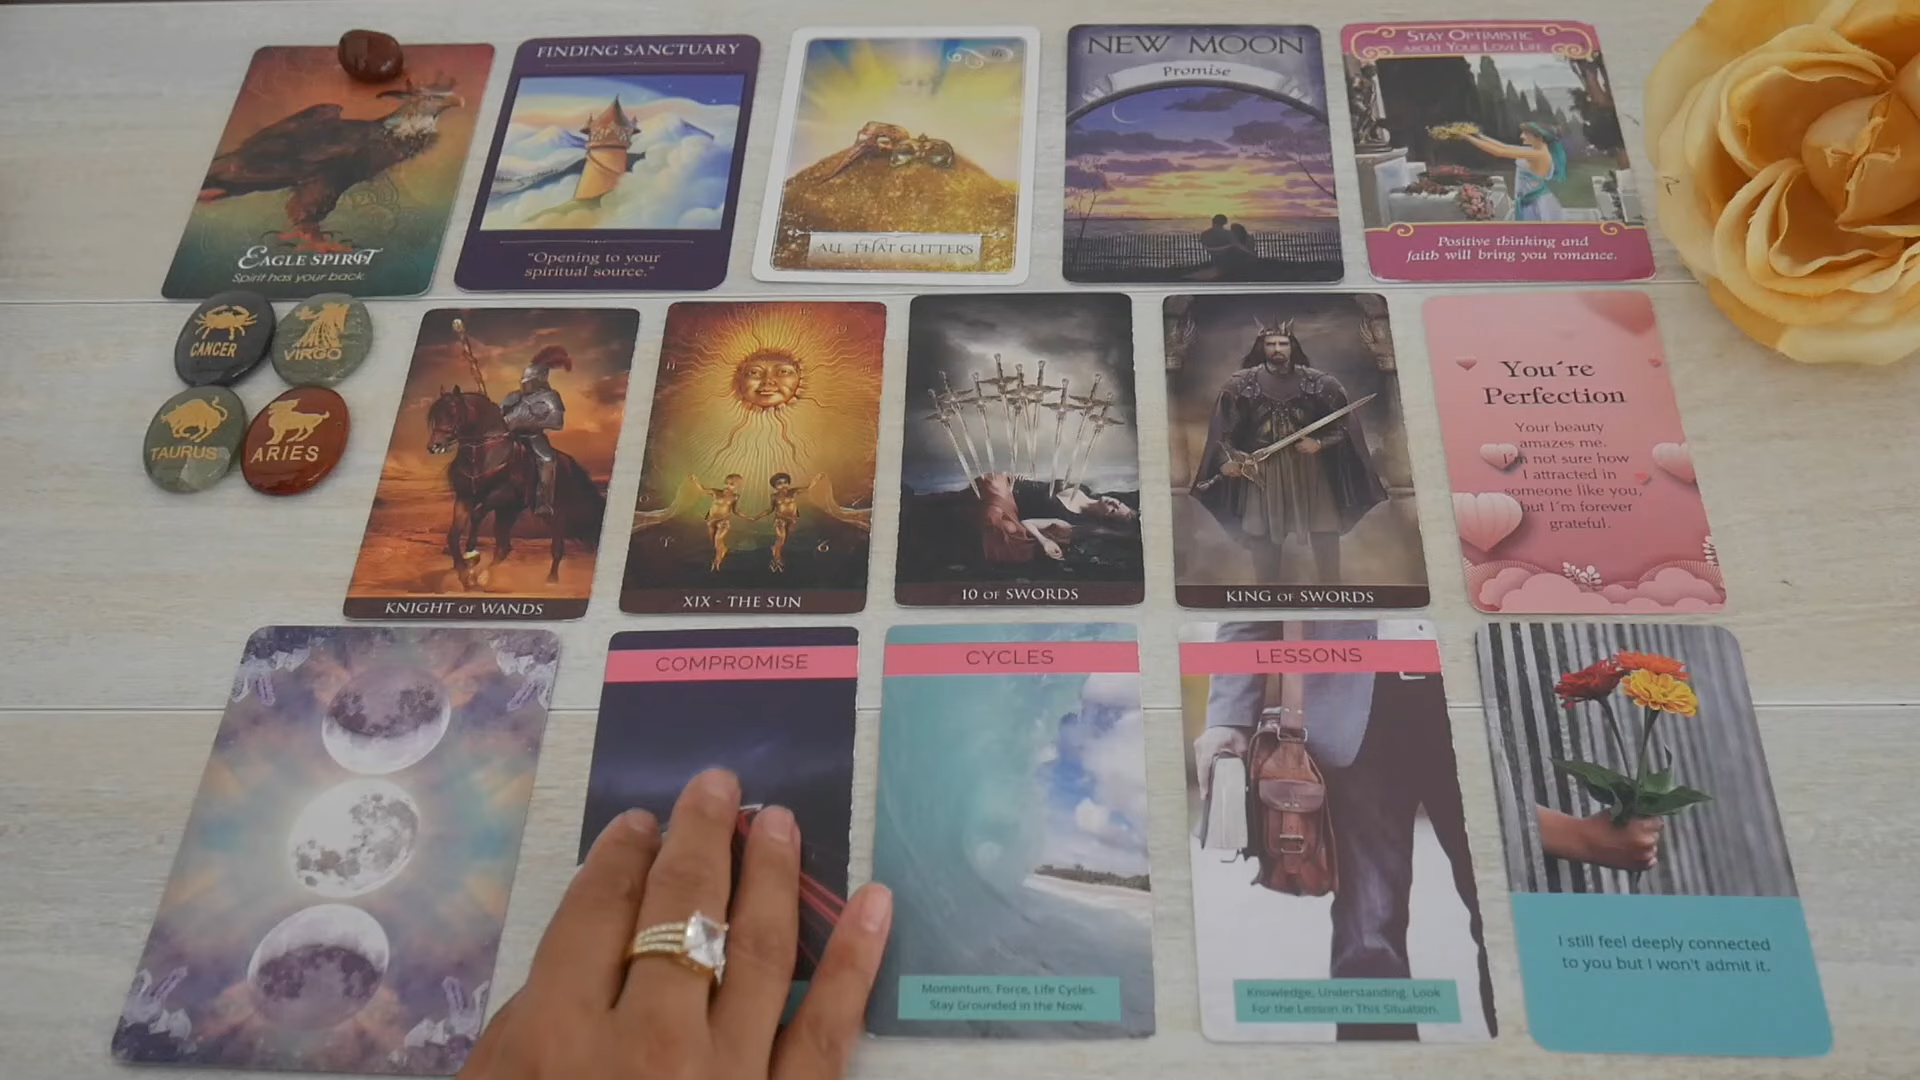 EAGLE SPIRIT
Spirit has your back.
FINDING SANCTUARY
"Opening to your
spiritual source."
ALL THAT GLITTERS
NEW MOON
Promise
STAY OPTIMISTIC
ABOUT YOUR LOVE LIFE
Positive thinking and
faith will bring you romance.
CANCER
VIRGO
TAURUS
ARIES
KNIGHT OF WANDS
XIX - THE SUN
10 OF SWORDS
KING OF SWORDS
You´re
Perfection
Your beauty
amazes me.
I'm not sure how
I attracted in
someone like you,
but I´m forever
grateful.
COMPROMISE
CYCLES
Momentum. Force, Life Cycles.
Stay Grounded in the Now.
LESSONS
Knowledge, Understanding. Look
For the Lesson in This Situation.
I still feel deeply connected
to you but I won't admit it.